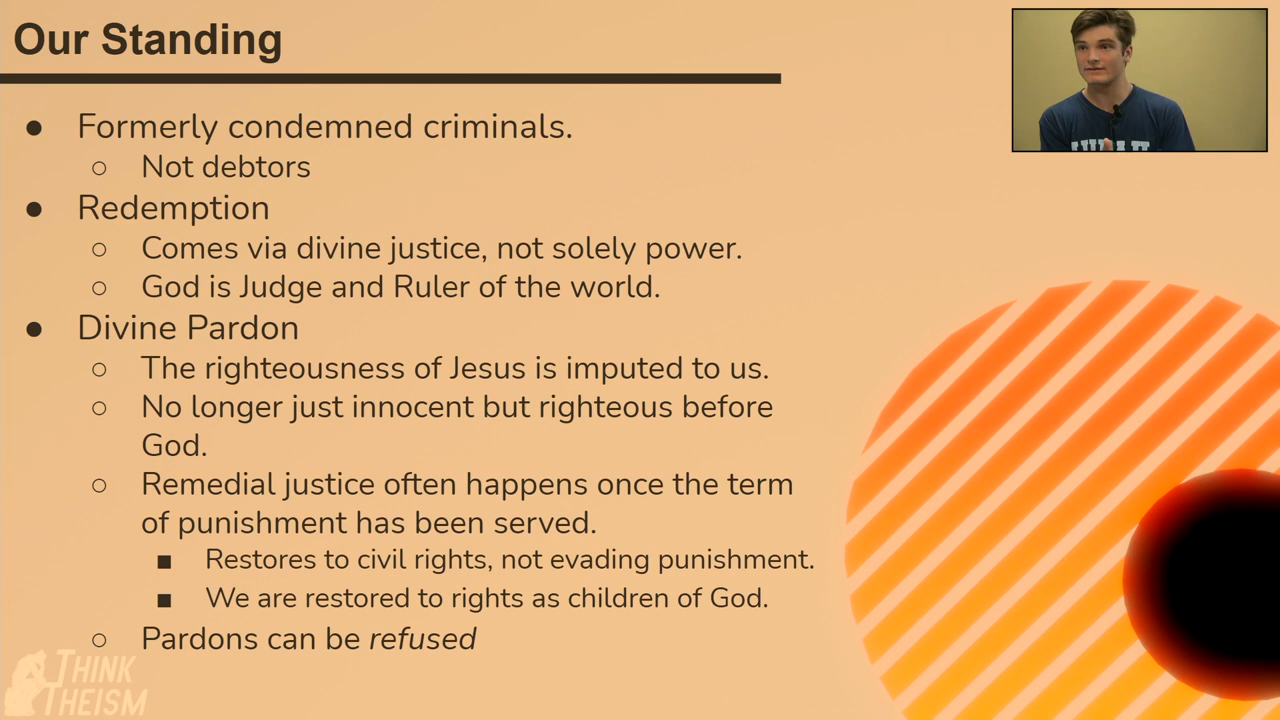 Our Standing
● Formerly condemned criminals.
○ Not debtors
● Redemption
○ Comes via divine justice, not solely power.
○ God is Judge and Ruler of the world.
● Divine Pardon
○ The righteousness of Jesus is imputed to us.
○ No longer just innocent but righteous before
God.
○ Remedial justice often happens once the term
of punishment has been served.
■ Restores to civil rights, not evading punishment.
■ We are restored to rights as children of God.
○ Pardons can be refused
THINK
THEISM